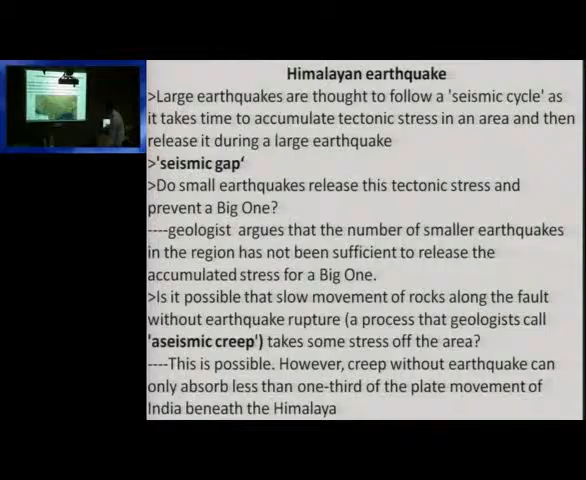 Himalayan earthquake
>Large earthquakes are thought to follow a 'seismic cycle' as
it takes time to accumulate tectonic stress in an area and then
release it during a large earthquake
>'seismic gap‘
>Do small earthquakes release this tectonic stress and
prevent a Big One?
----geologist argues that the number of smaller earthquakes
in the region has not been sufficient to release the
accumulated stress for a Big One.
>Is it possible that slow movement of rocks along the fault
without earthquake rupture (a process that geologists call
'aseismic creep') takes some stress off the area?
----This is possible. However, creep without earthquake can
only absorb less than one-third of the plate movement of
India beneath the Himalaya